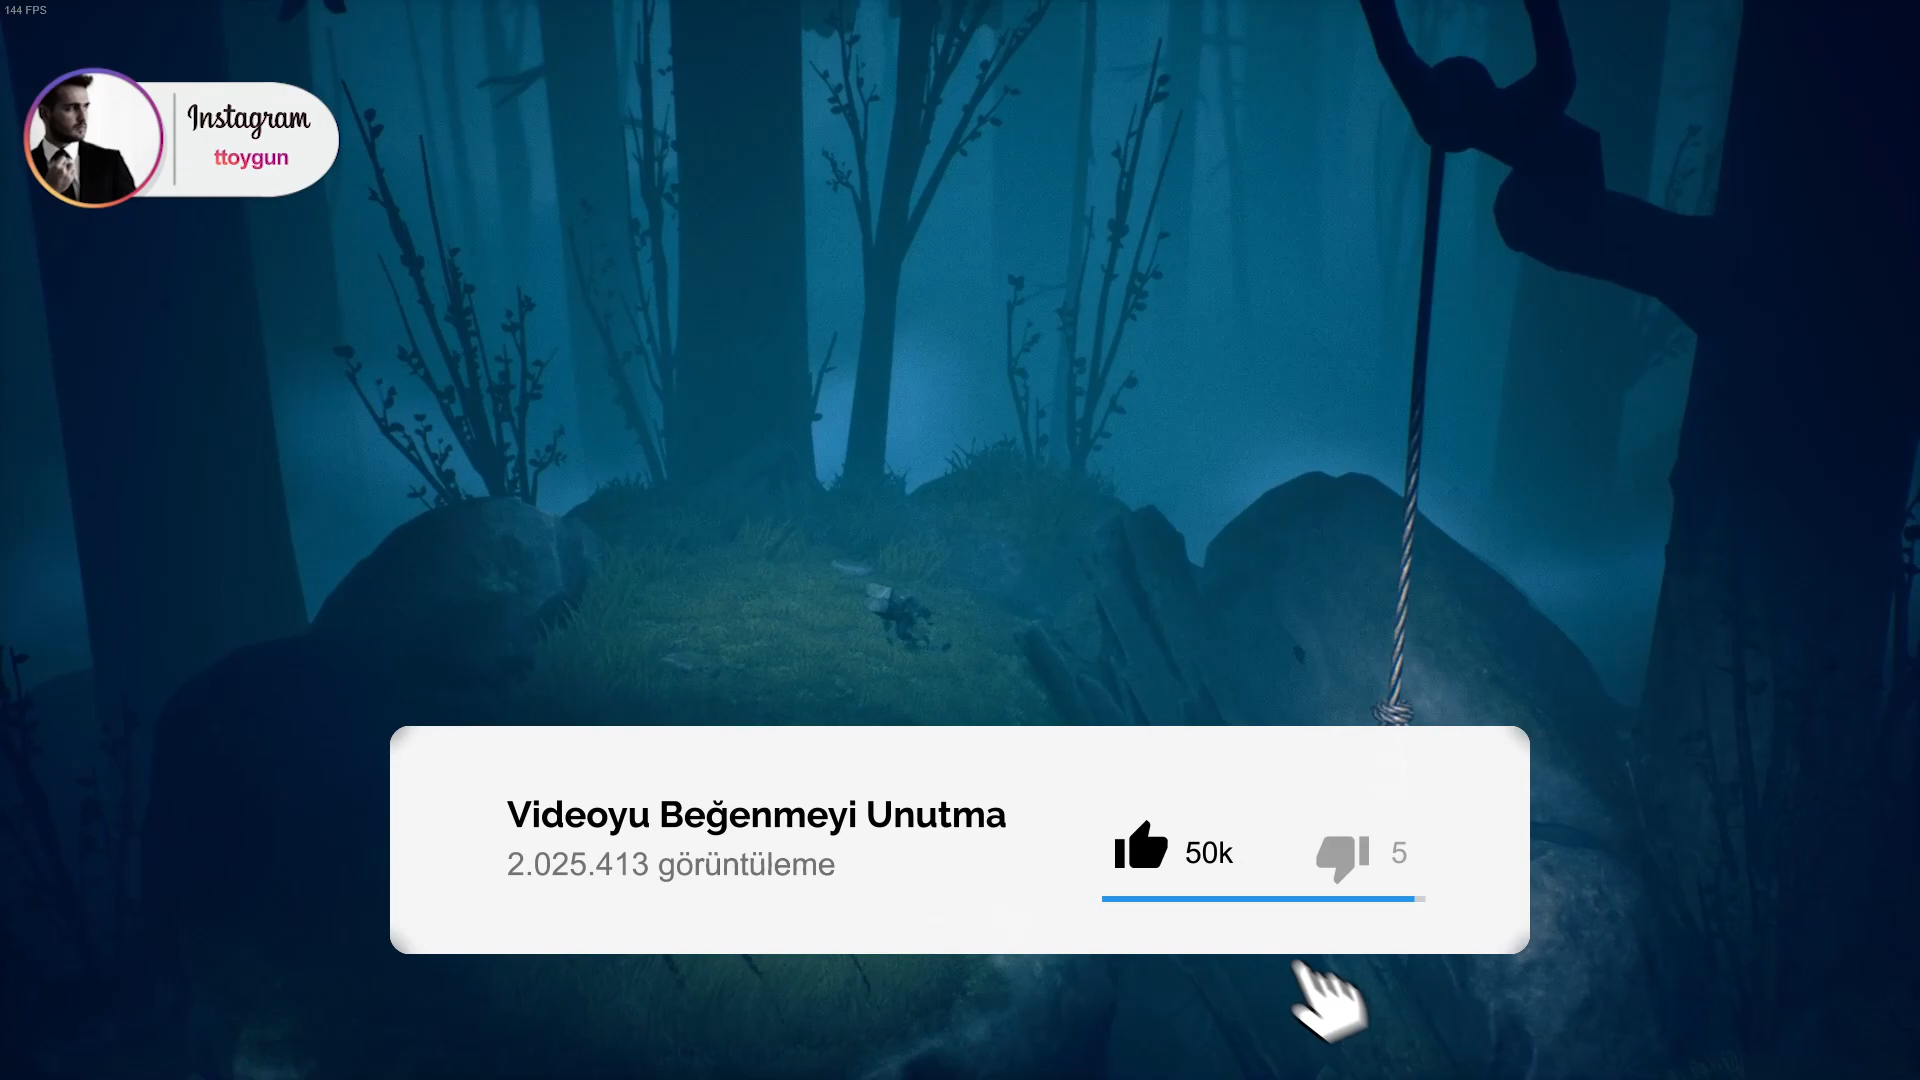 144 FPS
Instagram
ttoygun
Videoyu Beğenmeyi Unutma
2.025.413 görüntüleme
50k
5